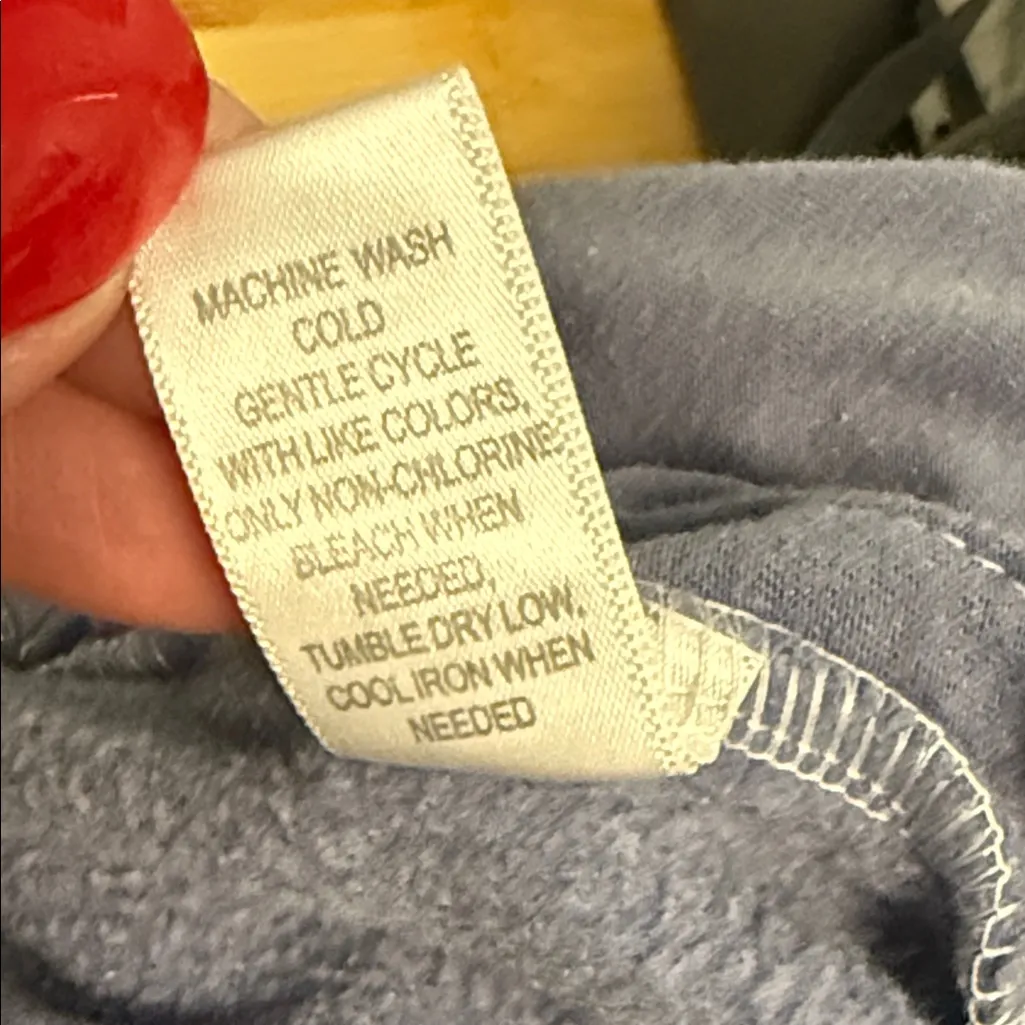 MACHINE WASH
COLD
GENTLE CYCLE
WITH LIKE COLORS,
ONLY NON-CHLORINE
BLEACH WHEN
NEEDED,
TUMBLE DRY LOW,
COOL IRON WHEN
NEEDED